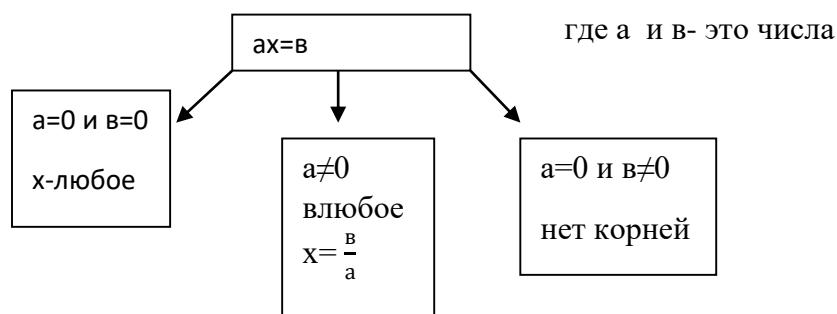 ах=в
где а и в- это числа
а=0 и в=0
х-любое
а≠0
влюбое
х= в/а
а=0 и в≠0
нет корней